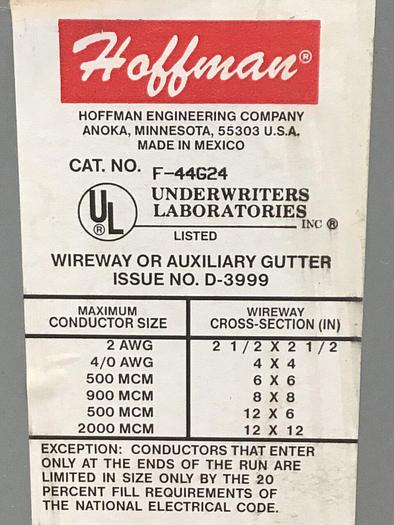 Hoffman®
HOFFMAN ENGINEERING COMPANY
ANOKA, MINNESOTA, 55303 U.S.A.
MADE IN MEXICO
CAT. NO. F-44G24
UL ® UNDERWRITERS
LABORATORIES
INC ®
LISTED
WIREWAY OR AUXILIARY GUTTER
ISSUE NO. D-3999
MAXIMUM WIREWAY
CONDUCTOR SIZE CROSS-SECTION (IN)
2 AWG 2 1/2 X 2 1/2
4/0 AWG 4 X 4
500 MCM 6 X 6
900 MCM 8 X 8
500 MCM 12 X 6
2000 MCM 12 X 12
EXCEPTION: CONDUCTORS THAT ENTER
ONLY AT THE ENDS OF THE RUN ARE
LIMITED IN SIZE ONLY BY THE 20
PERCENT FILL REQUIREMENTS OF
THE NATIONAL ELECTRICAL CODE.